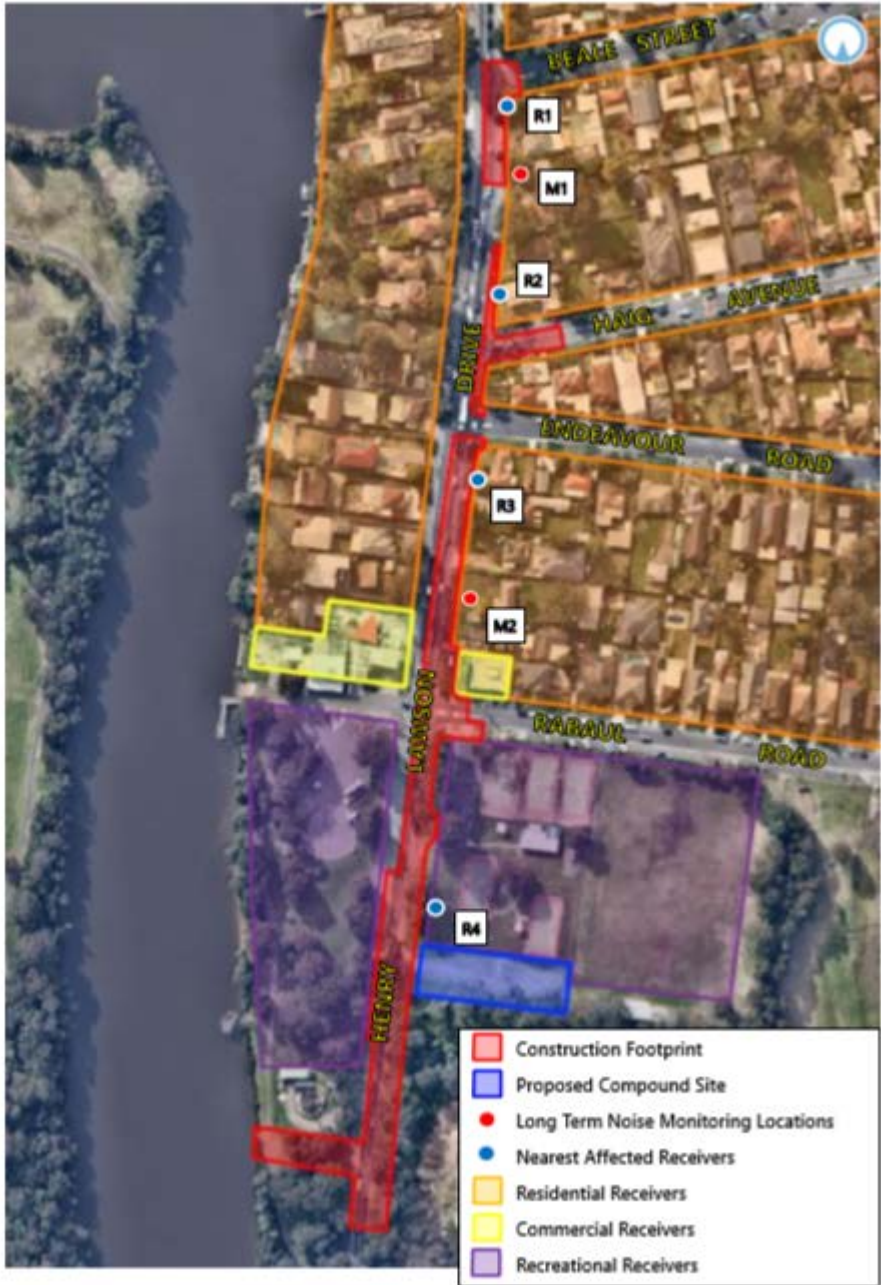 BEALE STREET
R1
M1
R2
HAIG AVENUE
DRIVE
ENDEAVOUR ROAD
R3
M2
LAWSON
RABAUL ROAD
R4
HENRY
Construction Footprint
Proposed Compound Site
Long Term Noise Monitoring Locations
Nearest Affected Receivers
Residential Receivers
Commercial Receivers
Recreational Receivers